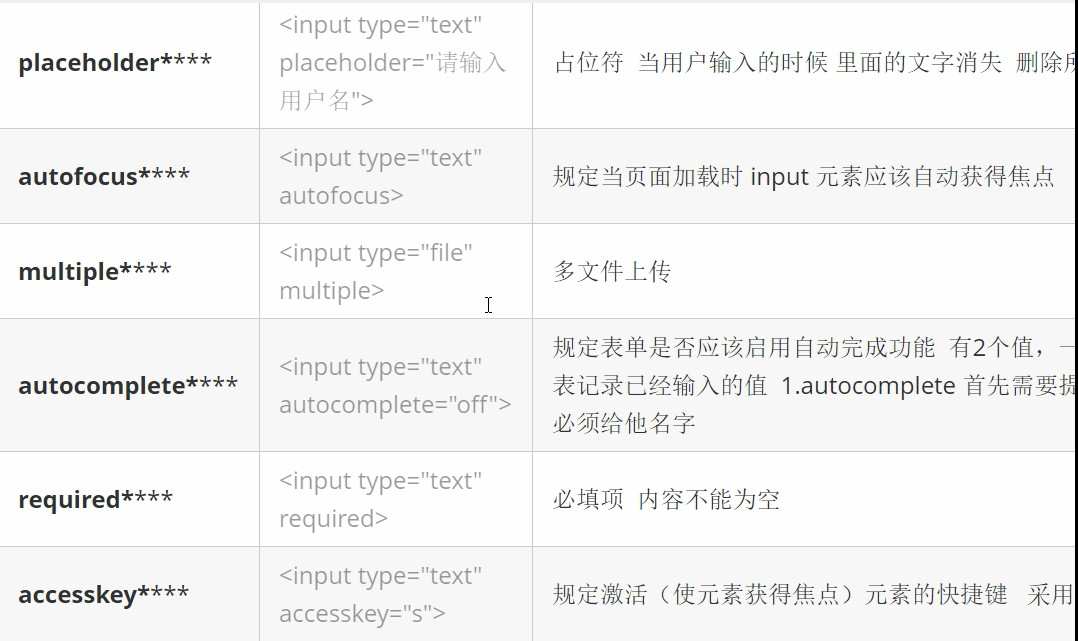 <input type="text"
placeholder**** placeholder="请输入 占位符 当用户输入的时候 里面的文字消失 删除
用户名">
<input type="text"
autofocus**** autofocus> 规定当页面加载时 input 元素应该自动获得焦点
<input type="file"
multiple**** multiple> 多文件上传
规定表单是否应该启用自动完成功能 有2个值，一
<input type="text"
autocomplete**** autocomplete="off"> 表记录已经输入的值 1.autocomplete 首先需要提
必须给他名字
<input type="text"
required**** required> 必填项 内容不能为空
<input type="text"
accesskey**** accesskey="s"> 规定激活（使元素获得焦点）元素的快捷键 采用